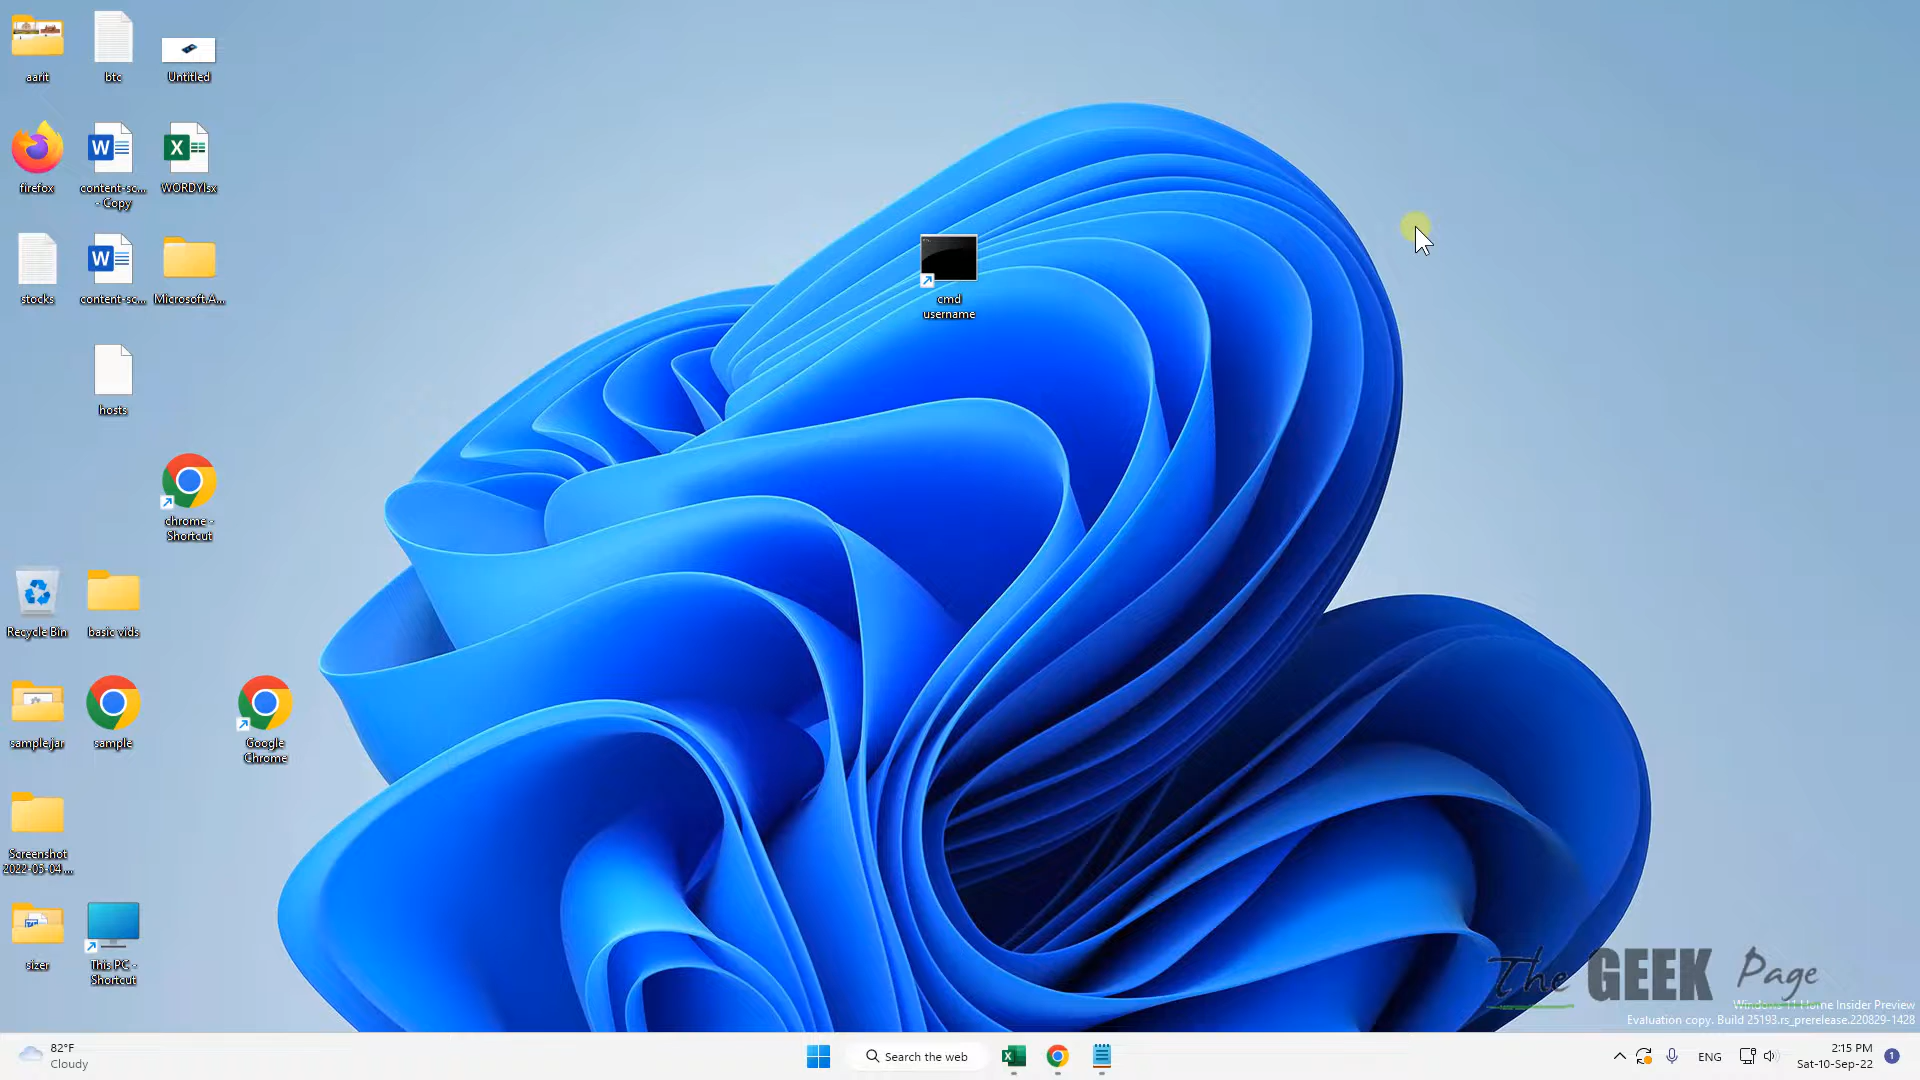 aarit
btc
Untitled
firefox
content-sc...
- Copy
WORDYlsx
stocks
content-sc...
Microsoft.A...
cmd
username
hosts
chrome -
Shortcut
Recycle Bin
basic vids
sample.jar
sample
Google
Chrome
Screenshot
2022-03-04 ...
sizer
This PC -
Shortcut
The GEEK Page
Windows 11 Home Insider Preview
Evaluation copy. Build 25193.rs_prerelease.220829-1428
82°F
Cloudy
Search the web
ENG
2:15 PM
Sat-10-Sep-22
1